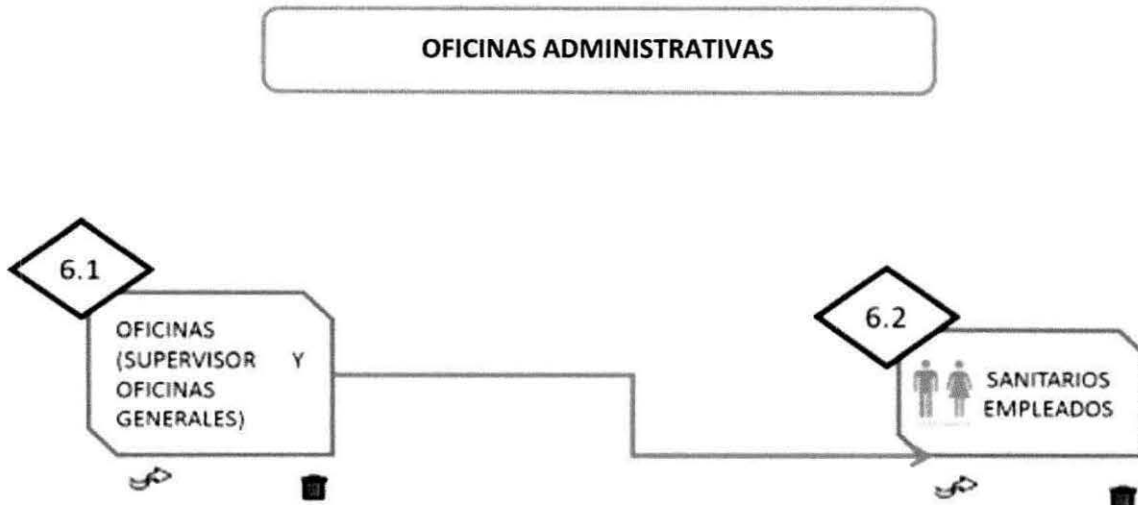 OFICINAS ADMINISTRATIVAS
6.1
OFICINAS
(SUPERVISOR Y
OFICINAS
GENERALES)
6.2
SANITARIOS
EMPLEADOS